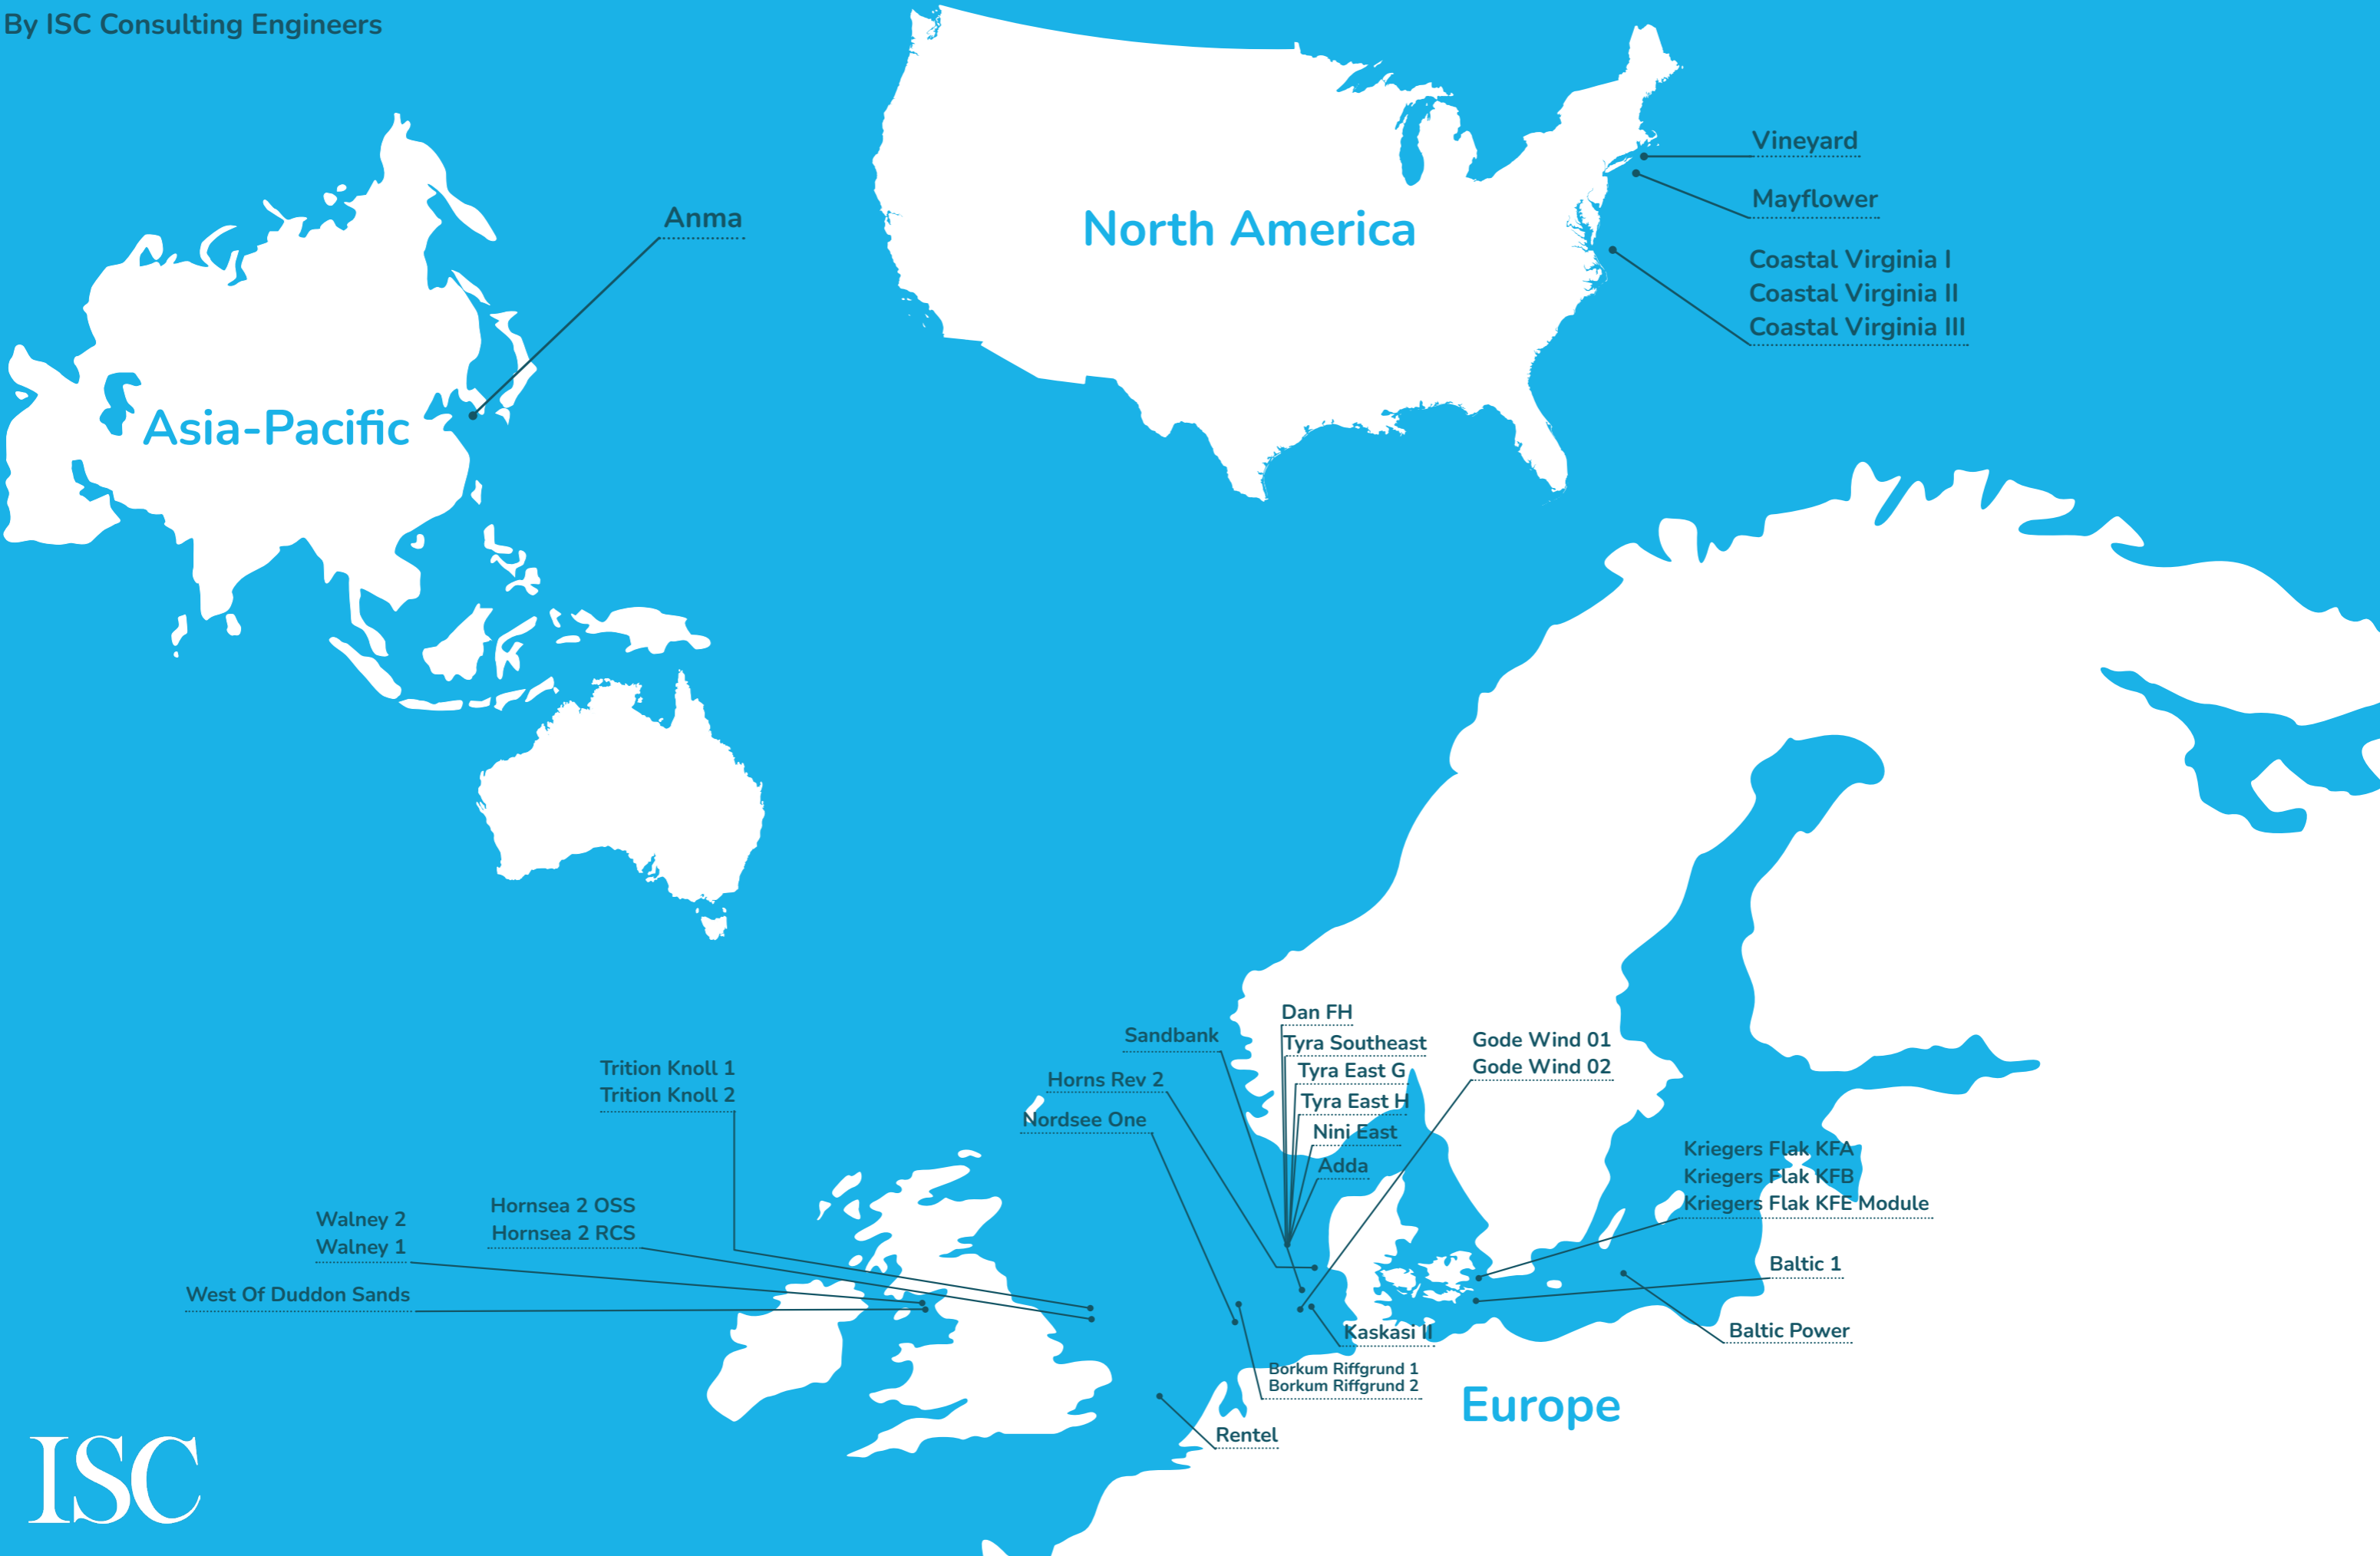 By ISC Consulting Engineers
Vineyard
Mayflower
Coastal Virginia I
Coastal Virginia II
Coastal Virginia III
North America
Anma
Asia-Pacific
Dan FH
Tyra Southeast
Tyra East G
Tyra East H
Nini East
Adda
Sandbank
Horns Rev 2
Nordsee One
Gode Wind 01
Gode Wind 02
Trition Knoll 1
Trition Knoll 2
Hornsea 2 OSS
Hornsea 2 RCS
Walney 2
Walney 1
West Of Duddon Sands
Kriegers Flak KFA
Kriegers Flak KFB
Kriegers Flak KFE Module
Baltic 1
Baltic Power
Kaskasi II
Borkum Riffgrund 1
Borkum Riffgrund 2
Rentel
Europe
ISC